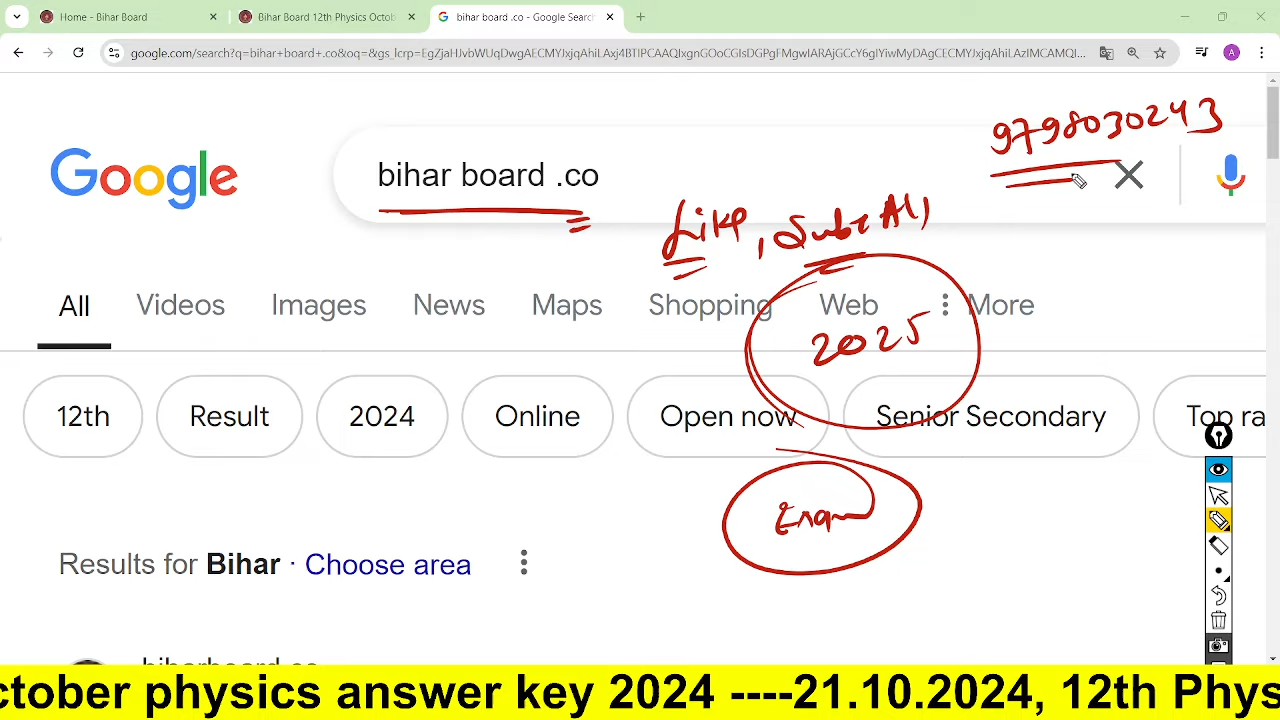 Home - Bihar Board
Bihar Board 12th Physics Octob
bihar board .co - Google Search
google.com/search?q=bihar+board+.co&oq=&gs_lcrp=EgZjaHJvbWUqDwgAECMYJxjqAhiLAxj4BTIPCAAQIxgnGOoCGIsDGPgFMgwIARAjGCcY6gIYiwMyDAgCECMYJxjqAhiLAzIMCAMQI...
A
9798030243
Google
bihar board .co
Like,
All Videos Images News Maps Shopping Web More
2025
12th Result 2024 Online Open now Senior Secondary Top ra
Results for Bihar · Choose area
biharboard.co
ctober physics answer key 2024 ----21.10.2024, 12th Phys